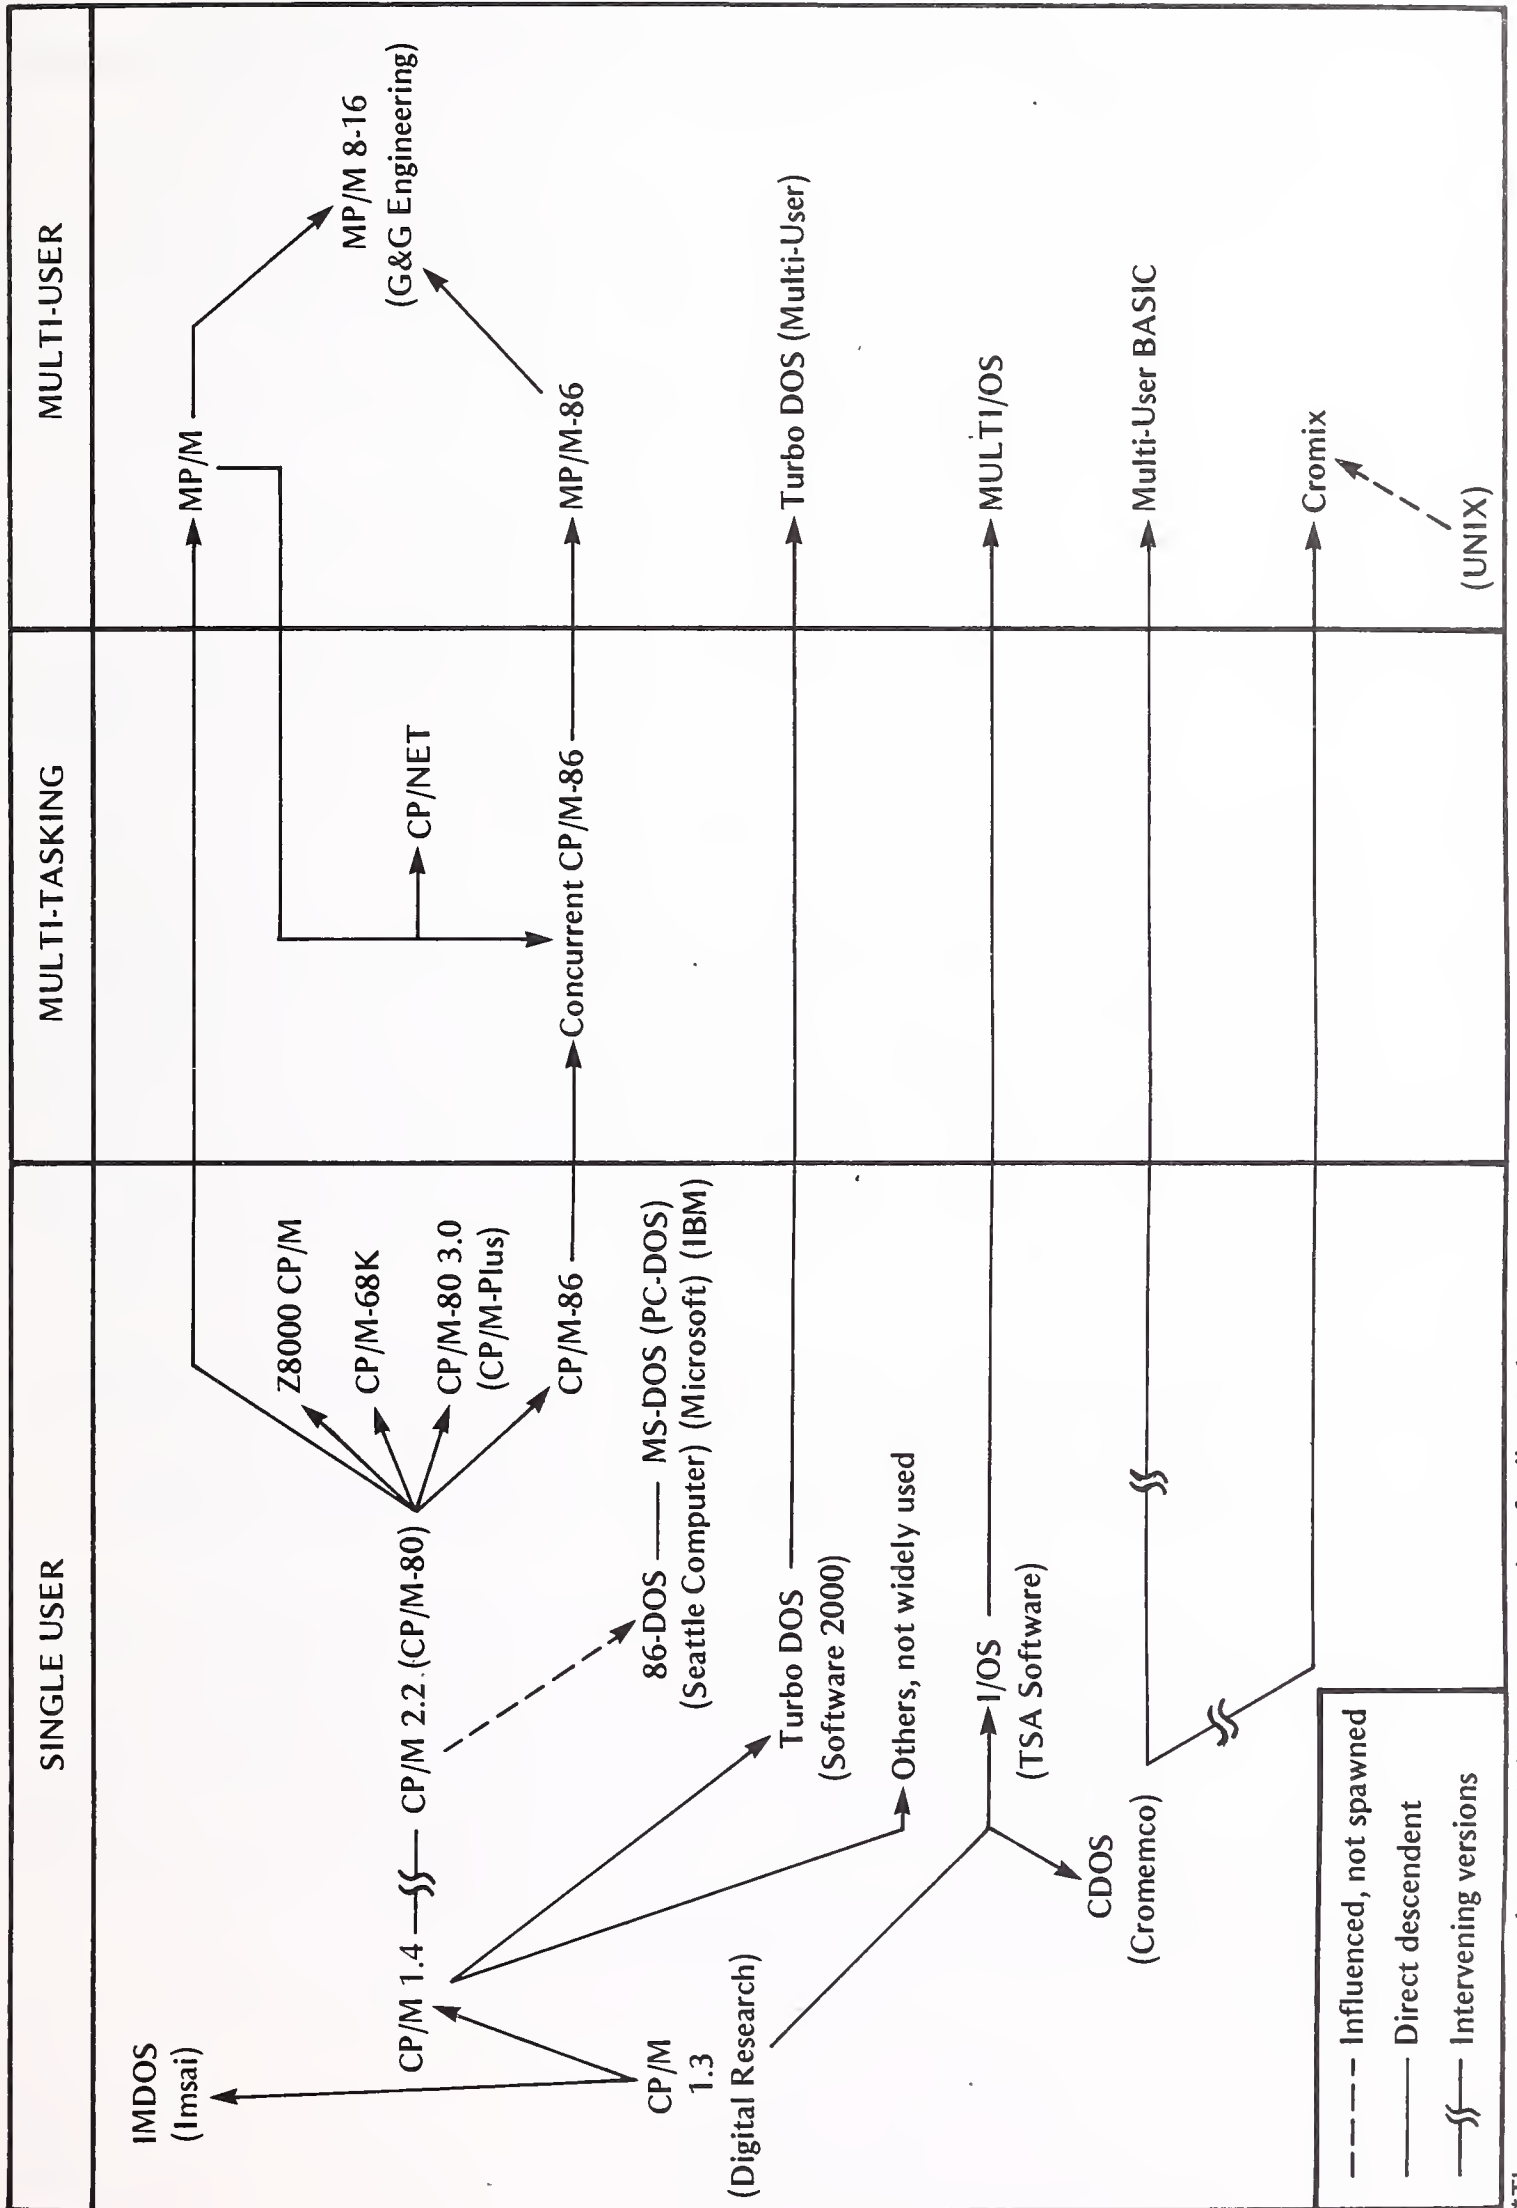 SINGLE USER
MULTI-TASKING
MULTI-USER
IMDOS
(Imsai)
CP/M
1.3
(Digital Research)
CP/M 1.4
CP/M 2.2 (CP/M-80)
Z8000 CP/M
CP/M-68K
CP/M-80 3.0
(CP/M-Plus)
CP/M-86
86-DOS
MS-DOS (PC-DOS)
(Seattle Computer) (Microsoft) (IBM)
Turbo DOS
(Software 2000)
Others, not widely used
I/OS
(TSA Software)
CDOS
(Cromemco)
CP/NET
Concurrent CP/M-86
MP/M
MP/M 8-16
(G&G Engineering)
MP/M-86
Turbo DOS (Multi-User)
MULTI/OS
Multi-User BASIC
Cromix
(UNIX)
Influenced, not spawned
Direct descendent
Intervening versions